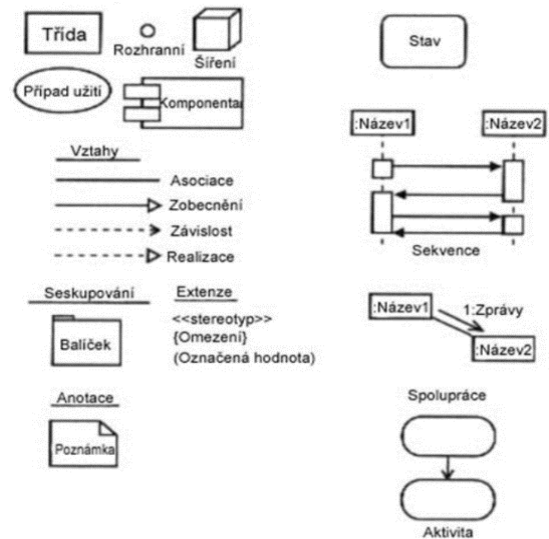 Třída
Rozhranní
Šíření
Případ užití
Komponentai
Vztahy
Asociace
Zobecnění
Závislost
Realizace
Seskupování
Balíček
Extenze
<<stereotyp>>
{Omezení}
(Označená hodnota)
Anotace
Poznámka
Stav
:Název1
:Název2
Sekvence
:Název1
1:Zprávy
:Název2
Spolupráce
Aktivita